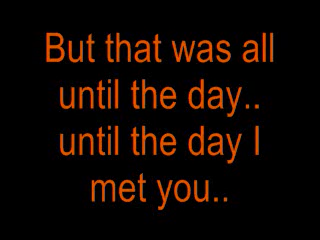 But that was all
until the day..
until the day I
met you..